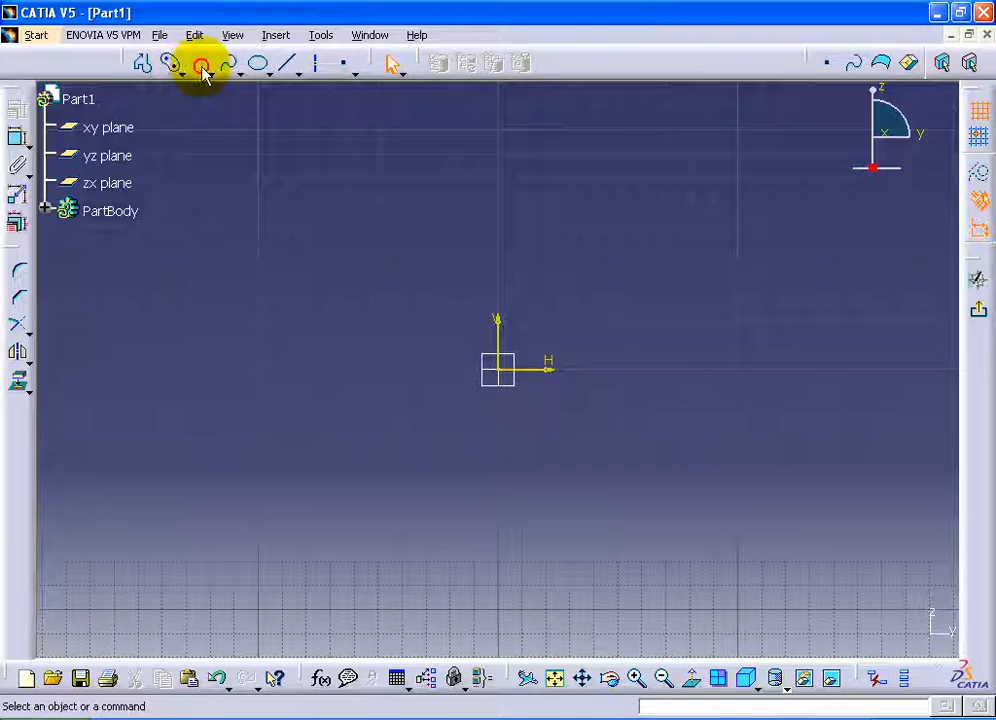 CATIA V5 - [Part1]
Start ENOVIA V5 VPM File Edit View Insert Tools Window Help
Part1
xy plane
yz plane
zx plane
PartBody
z
x y
V
H
z
y
f(x)
CATIA
Select an object or a command